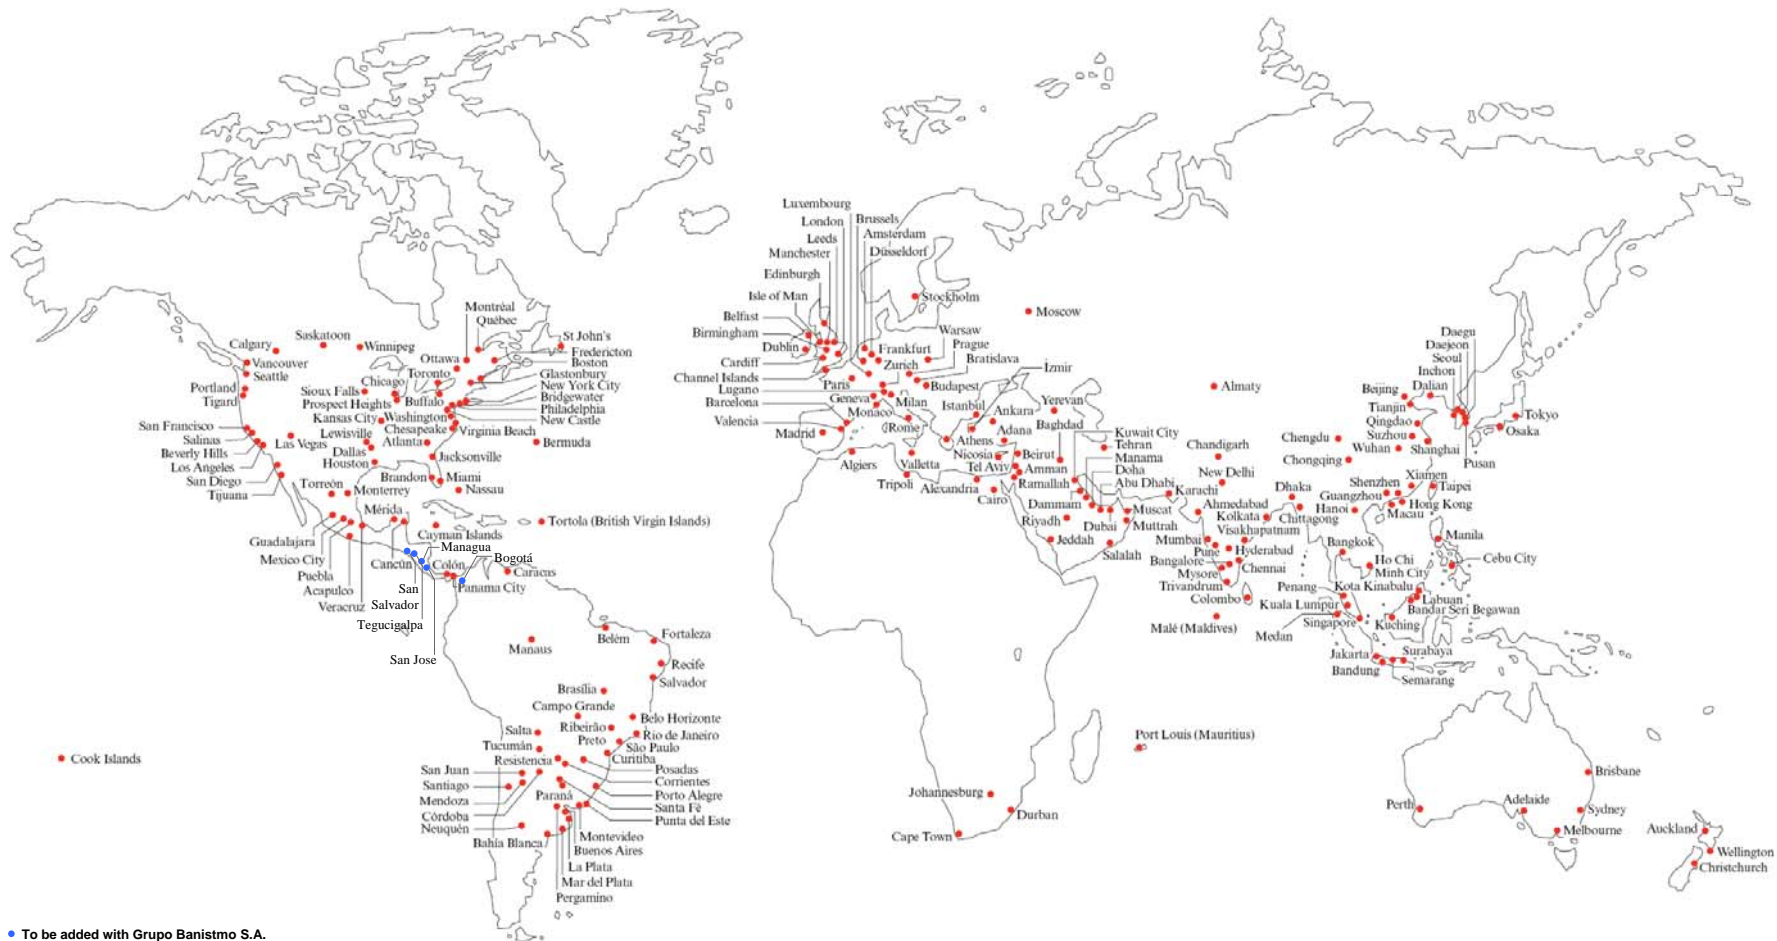 Luxembourg
London
Brussels
Leeds
Amsterdam
Manchester
Düsseldorf
Edinburgh
Isle of Man
Stockholm
Belfast
Moscow
Birmingham
Warsaw
Dublin
Frankfurt
Prague
Cardiff
Zurich
Bratislava
Channel Islands
Paris
Izmir
Lugano
Budapest
Barcelona
Geneva
Milan
Monaco
Istanbul
Ankara
Yerevan
Valencia
Rome
Adana
Baghdad
Madrid
Athens
Kuwait City
Algiers
Valletta
Nicosia
Beirut
Tehran
Tel Aviv
Amman
Manama
Tripoli
Alexandria
Ramallah
Doha
Cairo
Abu Dhabi
Dammam
Karachi
Riyadh
Dubai
Muscat
Muttrah
Jeddah
Salalah
Montréal
Québec
St John's
Saskatoon
Calgary
Winnipeg
Fredericton
Vancouver
Ottawa
Boston
Seattle
Toronto
Glastonbury
Portland
Chicago
New York City
Tigard
Sioux Falls
Buffalo
Bridgewater
Prospect Heights
Philadelphia
Kansas City
Washington
New Castle
San Francisco
Chesapeake
Virginia Beach
Salinas
Las Vegas
Lewisville
Atlanta
Bermuda
Beverly Hills
Dallas
Los Angeles
Houston
Jacksonville
San Diego
Brandon
Miami
Tijuana
Torreón
Monterrey
Nassau
Mérida
Tortola (British Virgin Islands)
Guadalajara
Cayman Islands
Mexico City
Managua
Puebla
Cancún
Colón
Bogotá
Acapulco
San
Salvador
Panama City
Caracas
Veracruz
Tegucigalpa
San Jose
Belém
Fortaleza
Manaus
Recife
Brasília
Salvador
Campo Grande
Belo Horizonte
Salta
Ribeirão
Preto
Rio de Janeiro
Tucumán
São Paulo
Resistencia
Curitiba
Cook Islands
San Juan
Posadas
Santiago
Corrientes
Mendoza
Paraná
Porto Alegre
Córdoba
Santa Fé
Neuquén
Punta del Este
Bahía Blanca
Montevideo
Buenos Aires
La Plata
Mar del Plata
Pergamino
Almaty
Daegu
Daejeon
Seoul
Inchon
Dalian
Beijing
Tianjin
Tokyo
Qingdao
Osaka
Chengdu
Suzhou
Chandigarh
Wuhan
Shanghai
Chongqing
Pusan
New Delhi
Xiamen
Dhaka
Shenzhen
Taipei
Ahmedabad
Guangzhou
Hong Kong
Kolkata
Chittagong
Hanoi
Macau
Visakhapatnam
Mumbai
Bangkok
Manila
Pune
Hyderabad
Ho Chi
Minh City
Cebu City
Bangalore
Chennai
Mysore
Penang
Kota Kinabalu
Trivandrum
Labuan
Colombo
Kuala Lumpur
Bandar Seri Begawan
Malé (Maldives)
Singapore
Kuching
Medan
Jakarta
Surabaya
Bandung
Semarang
Port Louis (Mauritius)
Johannesburg
Durban
Cape Town
Brisbane
Perth
Adelaide
Sydney
Melbourne
Auckland
Wellington
Christchurch
To be added with Grupo Banistmo S.A.